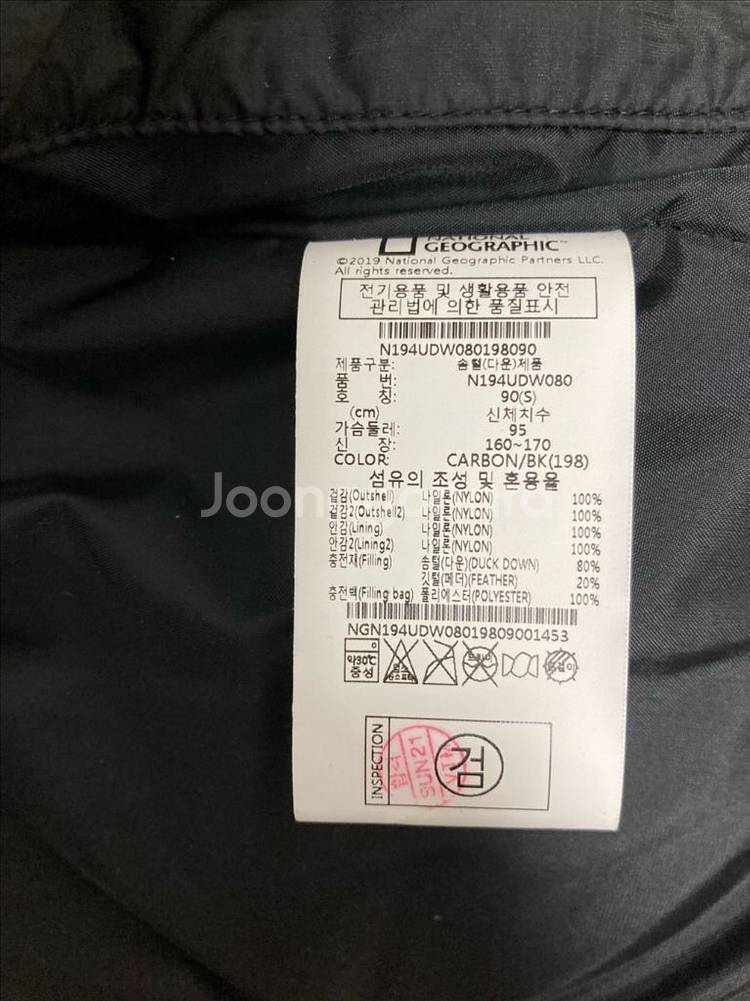 NATIONAL
GEOGRAPHIC™
©2019 National Geographic Partners LLC.
All rights reserved.
전기용품 및 생활용품 안전
관리법에 의한 품질표시
N194UDW080198090
제품구분: 솜털(다운)제품
품 번: N194UDW080
호 칭: 90(S)
(cm) 신체치수
가슴둘레: 95
신 장: 160~170
COLOR: CARBON/BK(198)
섬유의 조성 및 혼용율
겉감(Outshell) 나일론(NYLON) 100%
겉감2(Outshell2) 나일론(NYLON) 100%
안감(Lining) 나일론(NYLON) 100%
안감2(Lining2) 나일론(NYLON) 100%
충전재(Filling) 솜털(다운)(DUCK DOWN) 80%
깃털(페더)(FEATHER) 20%
충전백(Filling bag) 폴리에스터(POLYESTER) 100%
NGN194UDW08019809001453
약30℃
중성
INSPECTION
검
합격
SUN21